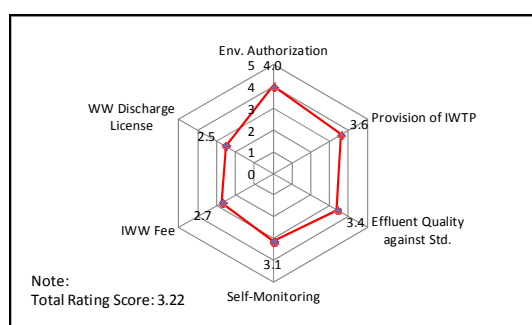 Env. Authorization
5 4.0
4
3
2
1
0
Provision of IWTP
3.6
Effluent Quality
against Std.
3.4
Self-Monitoring
3.1
IWW Fee
2.7
WW Discharge
License
2.5
Note:
Total Rating Score: 3.22